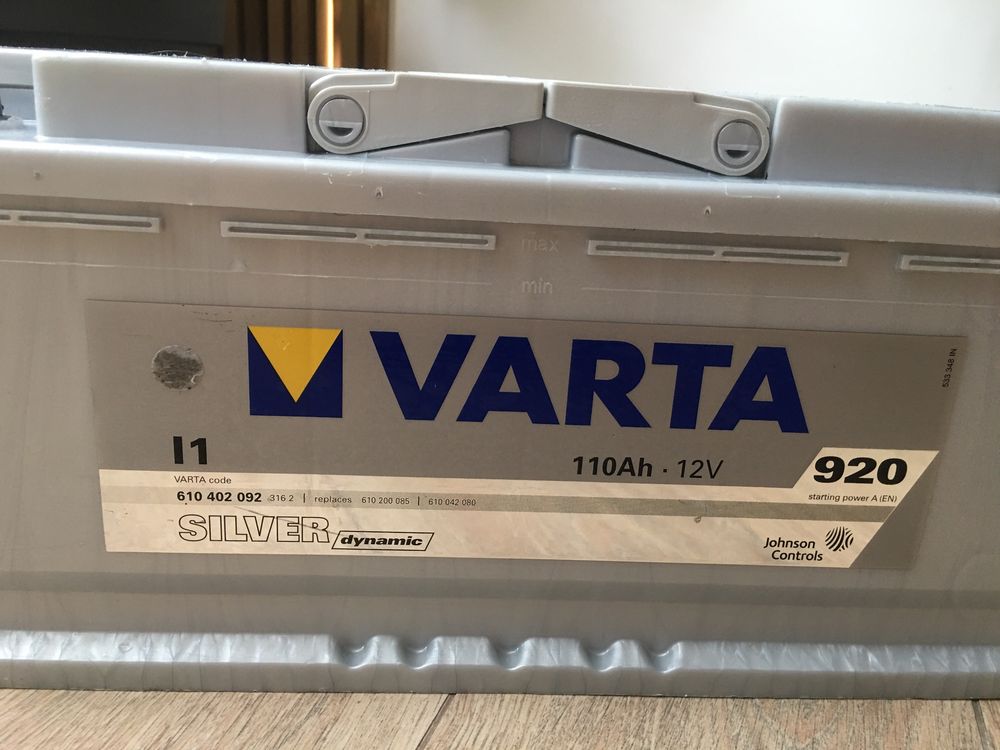 max
min
VARTA
533 348 IN
I1
110Ah · 12V
920
VARTA code
starting power A (EN)
610 402 092 316 2 | replaces 610 200 085 | 610 042 080
SILVER dynamic
Johnson
Controls